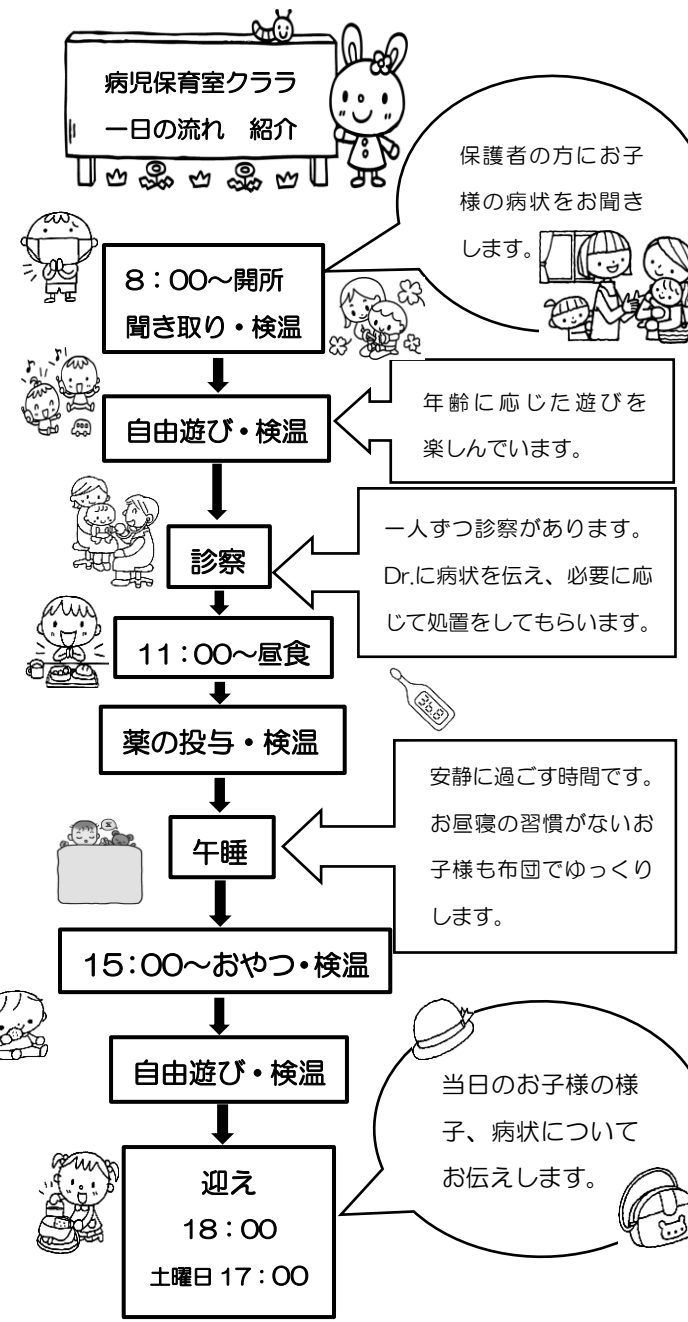 病児保育室クララ
一日の流れ　紹介
保護者の方にお子
様の病状をお聞き
します。
8：00～開所
聞き取り・検温
自由遊び・検温
年齢に応じた遊びを
楽しんでいます。
診察
一人ずつ診察があります。
Dr.に病状を伝え、必要に応
じて処置をしてもらいます。
11：00～昼食
36.8
薬の投与・検温
午睡
安静に過ごす時間です。
お昼寝の習慣がないお
子様も布団でゆっくり
します。
15：00～おやつ・検温
自由遊び・検温
当日のお子様の様
子、病状について
お伝えします。
迎え
18：00
土曜日 17：00